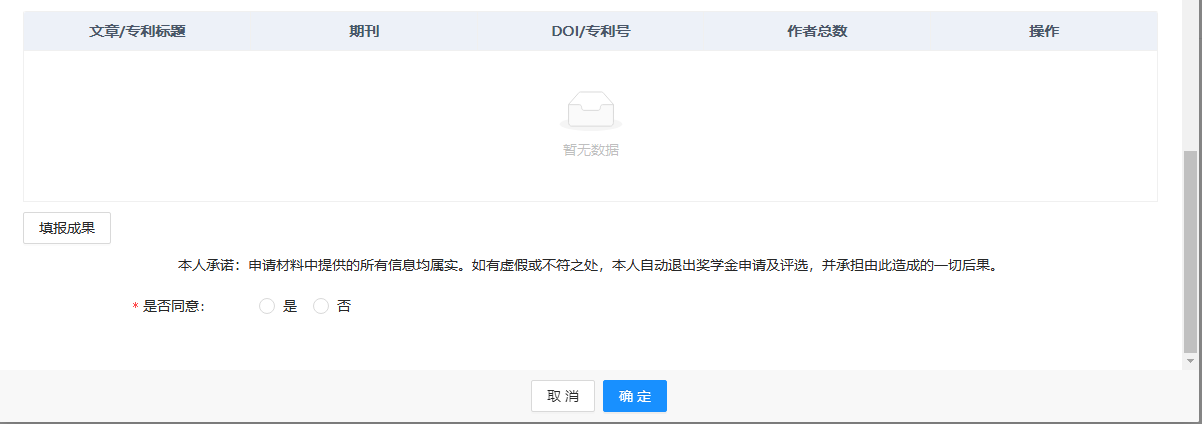 文章/专利标题 期刊 DOI/专利号 作者总数 操作
暂无数据
填报成果
本人承诺：申请材料中提供的所有信息均属实。如有虚假或不符之处，本人自动退出奖学金申请及评选，并承担由此造成的一切后果。
* 是否同意： 是 否
取 消 确 定